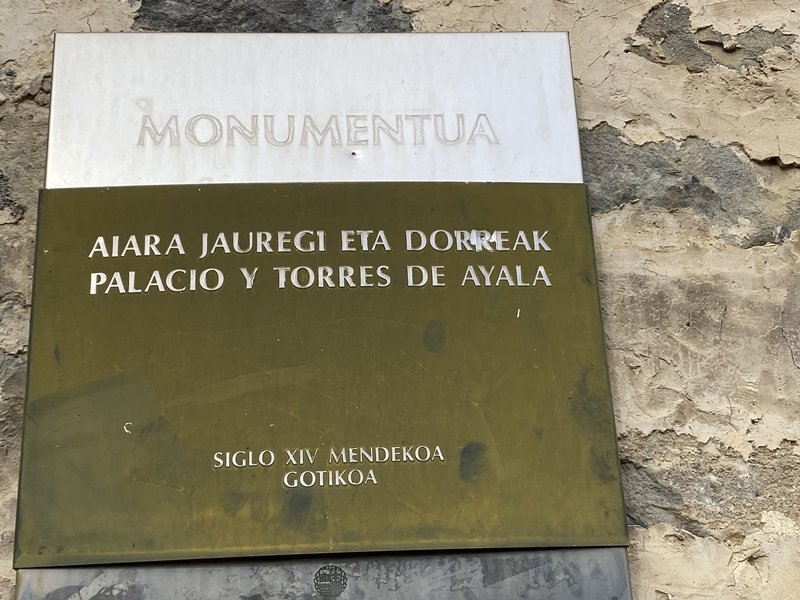 MONUMENTUA
AIARA JAUREGI ETA DORREAK
PALACIO Y TORRES DE AYALA
SIGLO XIV MENDEKOA
GOTIKOA